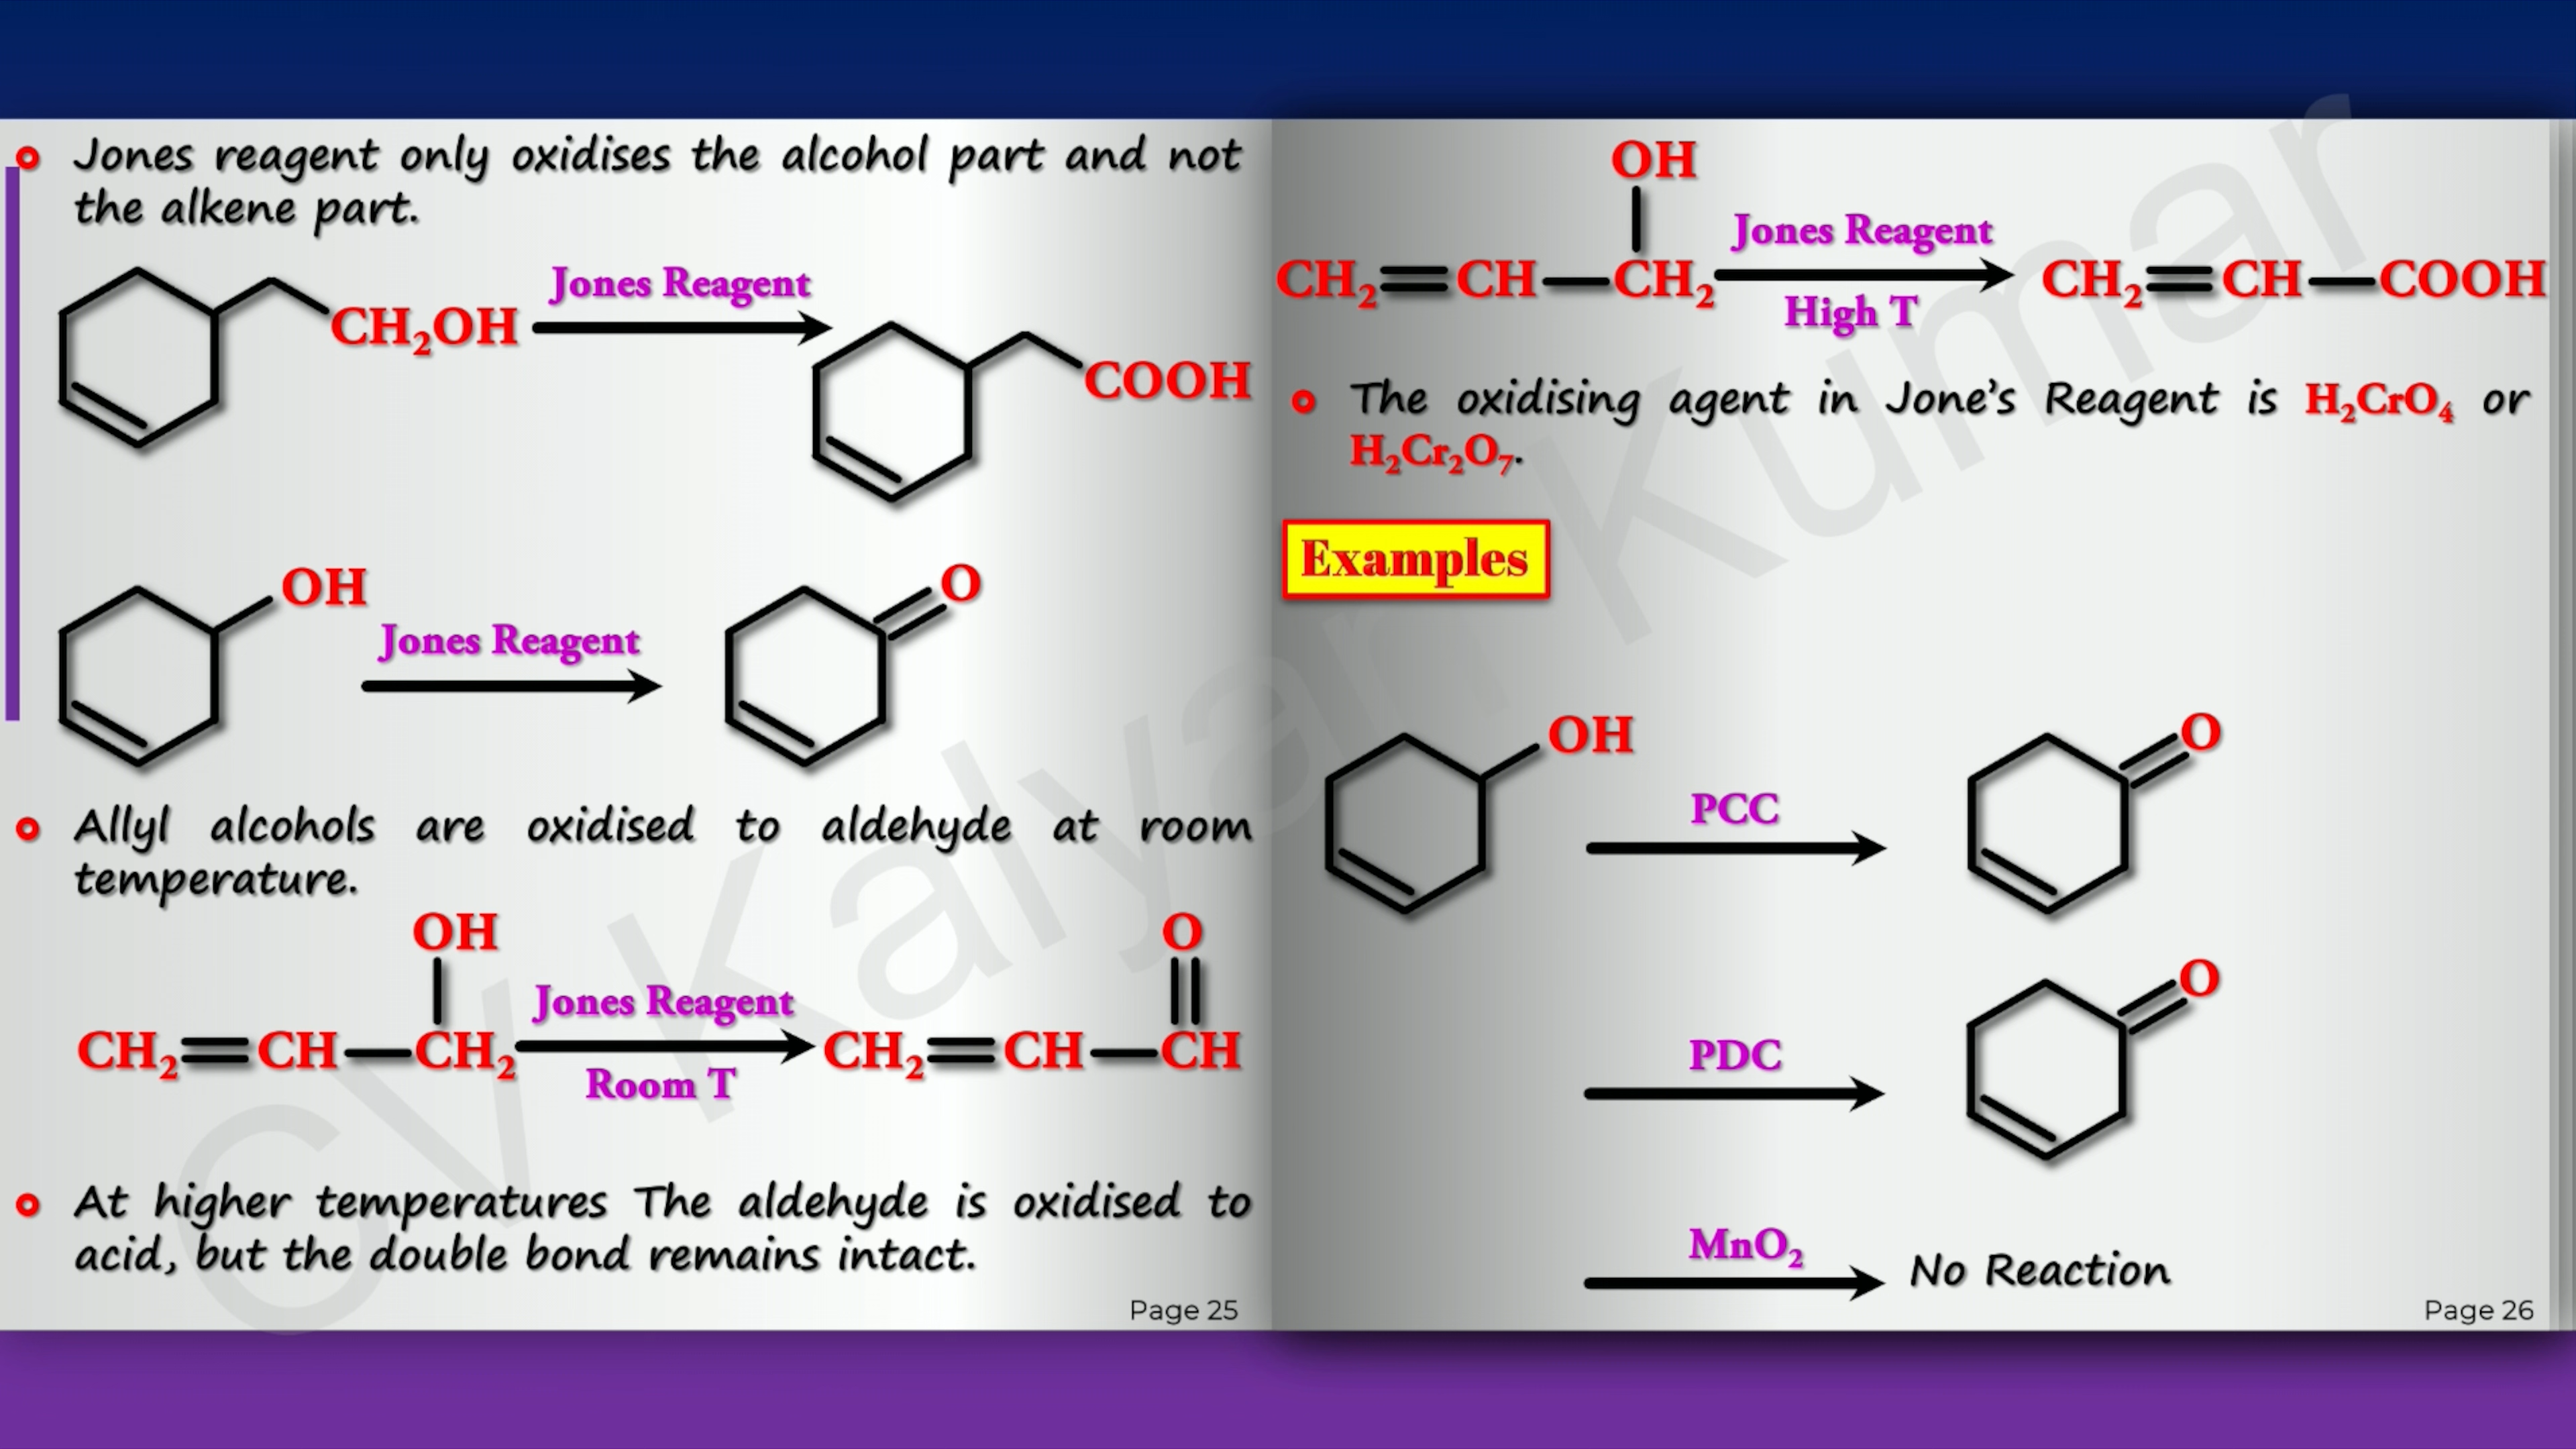 Jones reagent only oxidises the alcohol part and not
the alkene part.
CH₂OH
Jones Reagent
COOH
OH
Jones Reagent
O
Allyl alcohols are oxidised to aldehyde at room
temperature.
OH
CH₂=CH—CH₂
Jones Reagent
Room T
O
CH₂=CH—CH
At higher temperatures The aldehyde is oxidised to
acid, but the double bond remains intact.
Page 25
OH
CH₂=CH—CH₂
Jones Reagent
High T
CH₂=CH—COOH
The oxidising agent in Jone's Reagent is H₂CrO₄ or
H₂Cr₂O₇.
Examples
OH
PCC
O
PDC
O
MnO₂
No Reaction
Page 26
CV Kalyan Kumar